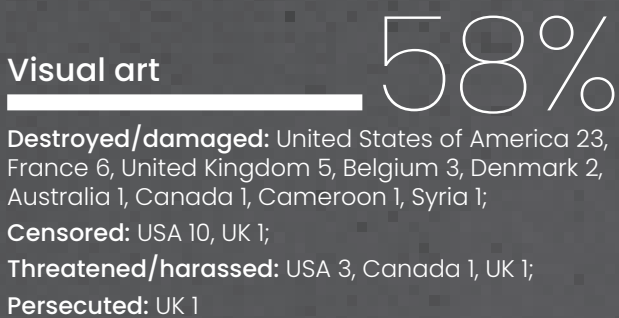 58%
Visual art
Destroyed/damaged: United States of America 23,
France 6, United Kingdom 5, Belgium 3, Denmark 2,
Australia 1, Canada 1, Cameroon 1, Syria 1;
Censored: USA 10, UK 1;
Threatened/harassed: USA 3, Canada 1, UK 1;
Persecuted: UK 1